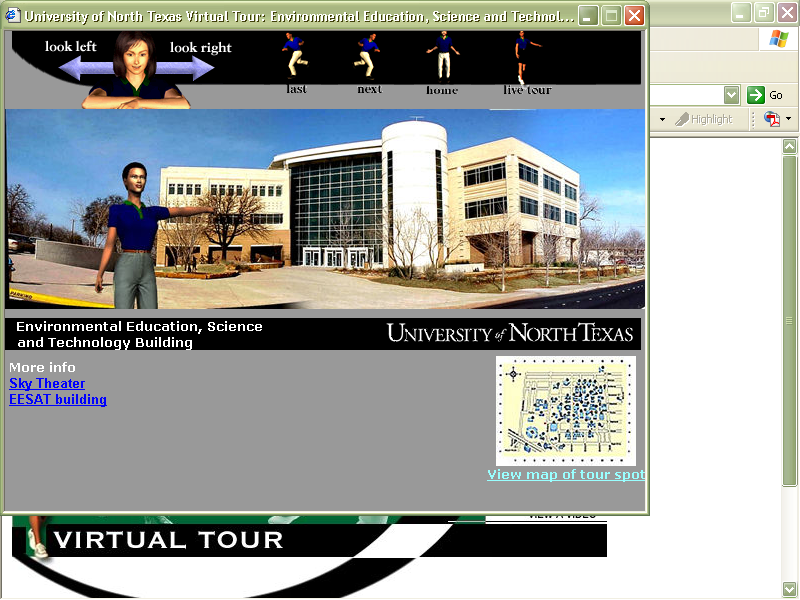 University of North Texas Virtual Tour: Environmental Education, Science and Technol...
look left
look right
last
next
home
live tour
Go
Highlight
PARKING
Environmental Education, Science
and Technology Building
UNIVERSITY of NORTH TEXAS
More info
Sky Theater
EESAT building
View map of tour spot
VIEW A VIDEO
VIRTUAL TOUR